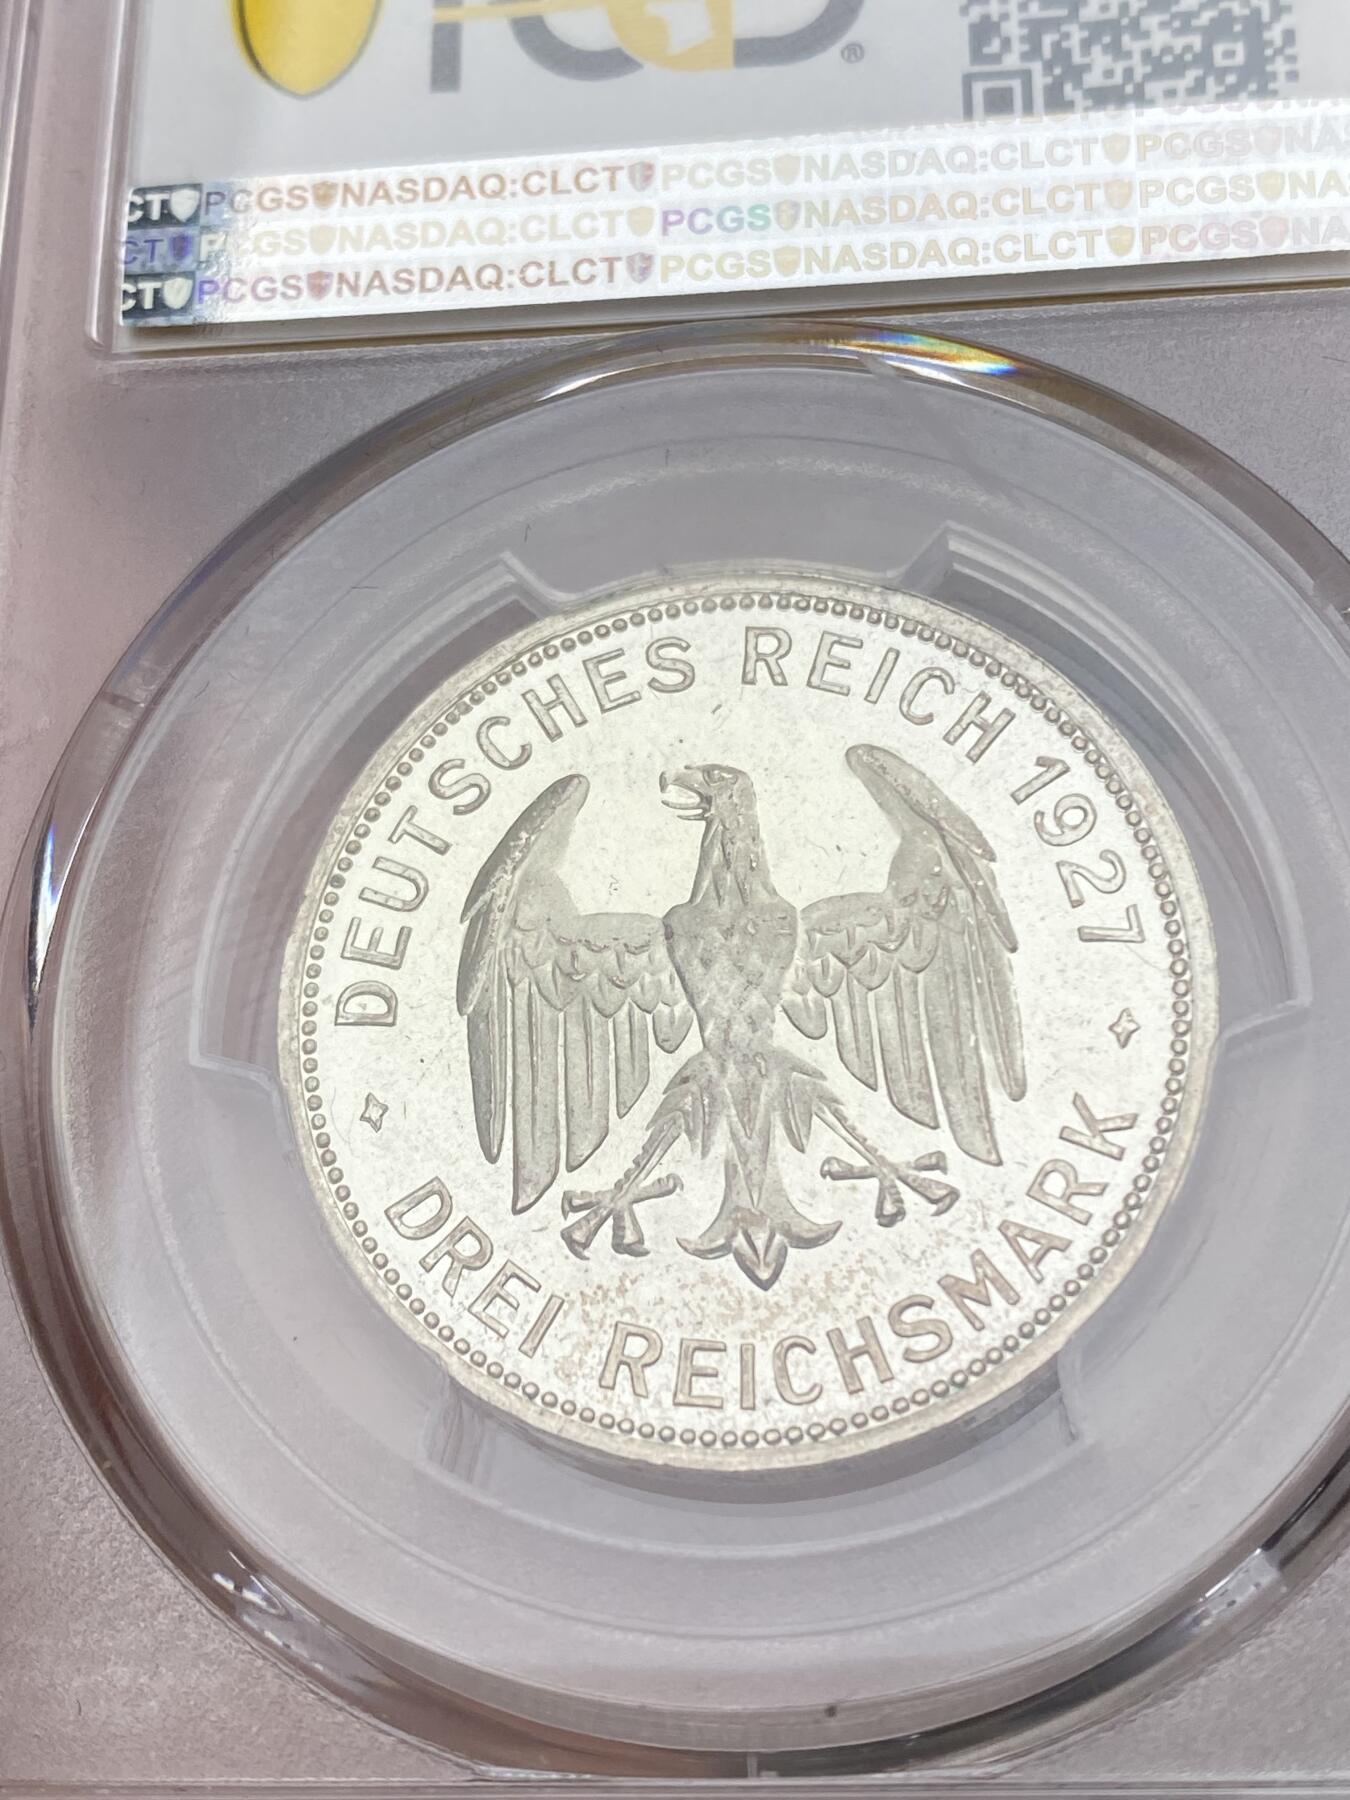 PCGS
®
CT PCGS NASDAQ:CLCT PCGS NASDAQ:CLCT PCGS NA
CT PCGS NASDAQ:CLCT PCGS NASDAQ:CLCT PCGS NA
CT PCGS NASDAQ:CLCT PCGS NASDAQ:CLCT PCGS NA
DEUTSCHES REICH 1927
DREI REICHSMARK